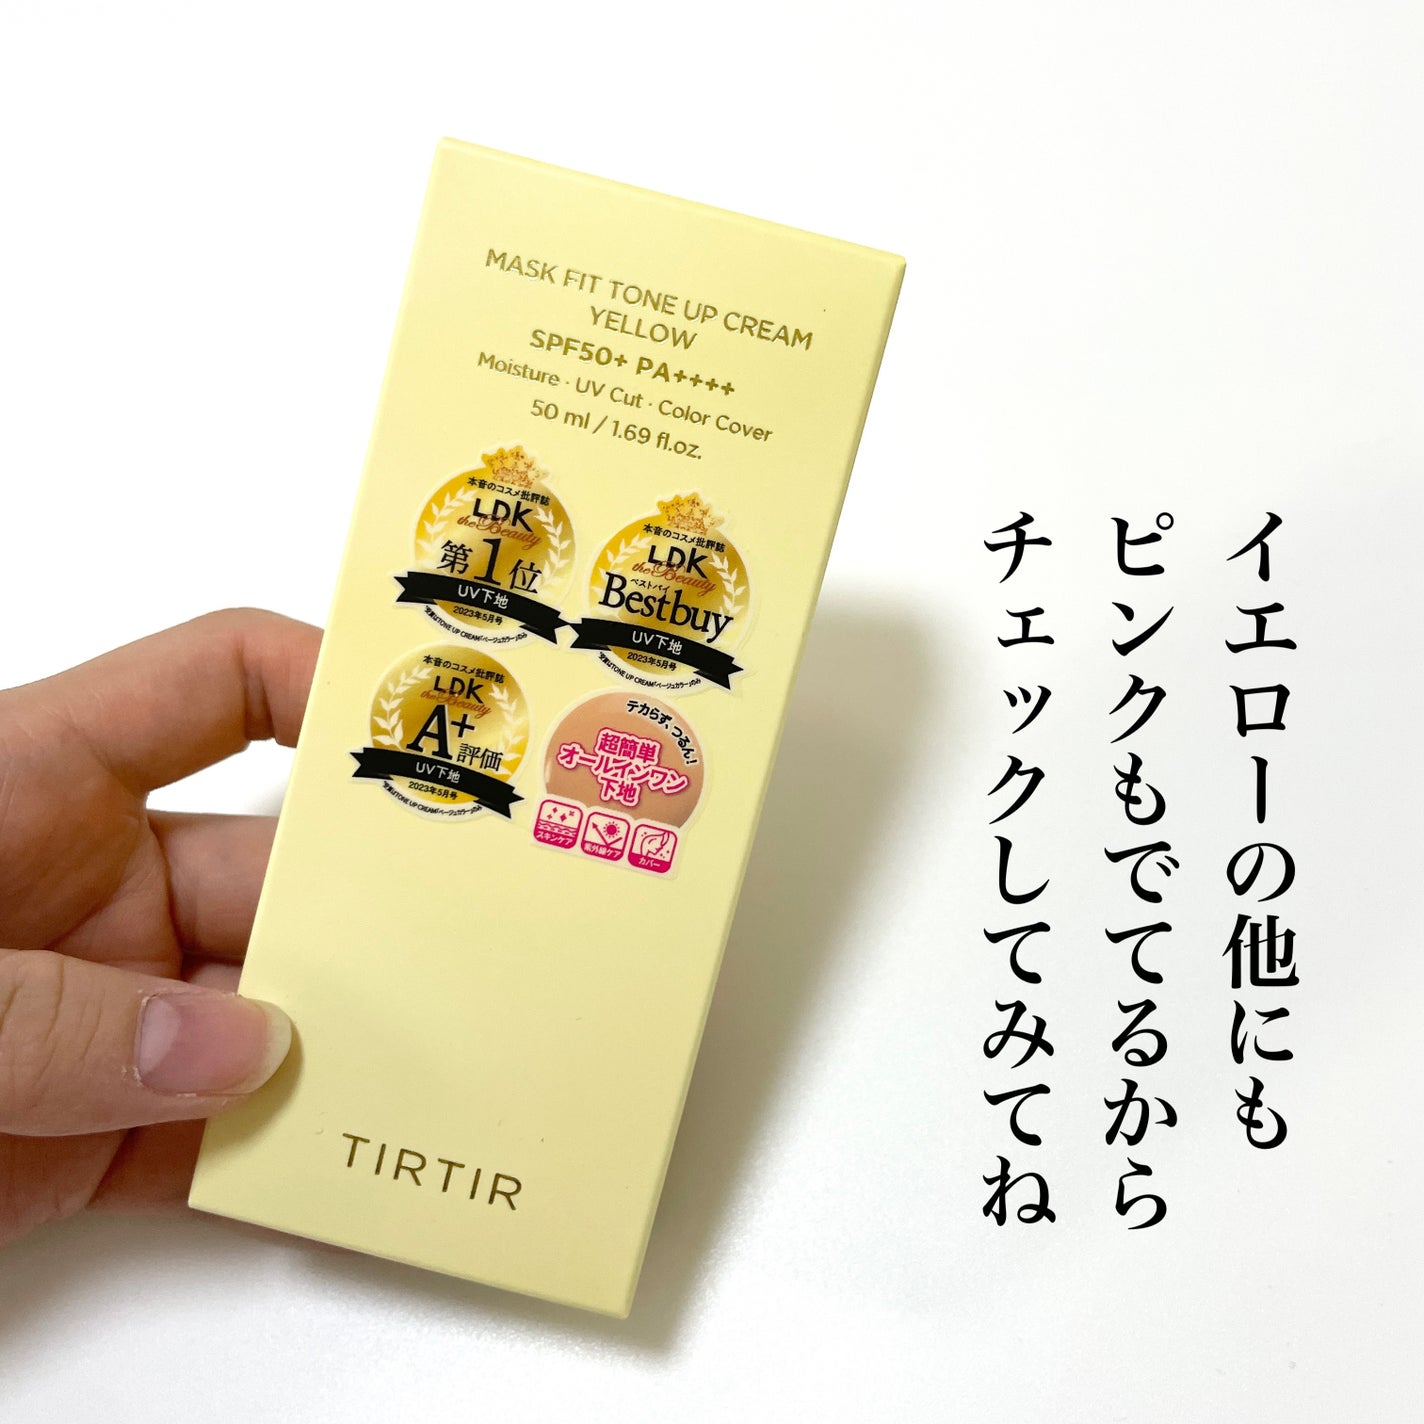 MASK FIT TONE UP CREAM
YELLOW
SPF50+ PA++++
Moisture · UV Cut · Color Cover
50 ml / 1.69 fl.oz.
本音のコスメ批評誌
LDK
the Beauty
第1位
UV下地
2023年5月号
本音のコスメ批評誌
LDK
the Beauty
ベストバイ
Bestbuy
UV下地
2023年5月号
本音のコスメ批評誌
LDK
the Beauty
A+評価
UV下地
2023年5月号
テカらず、つるん!
超簡単
オールインワン
下地
スキンケア
紫外線ケア
カバー
TIRTIR
イエローの他にも
ピンクもでてるから
チェックしてみてね